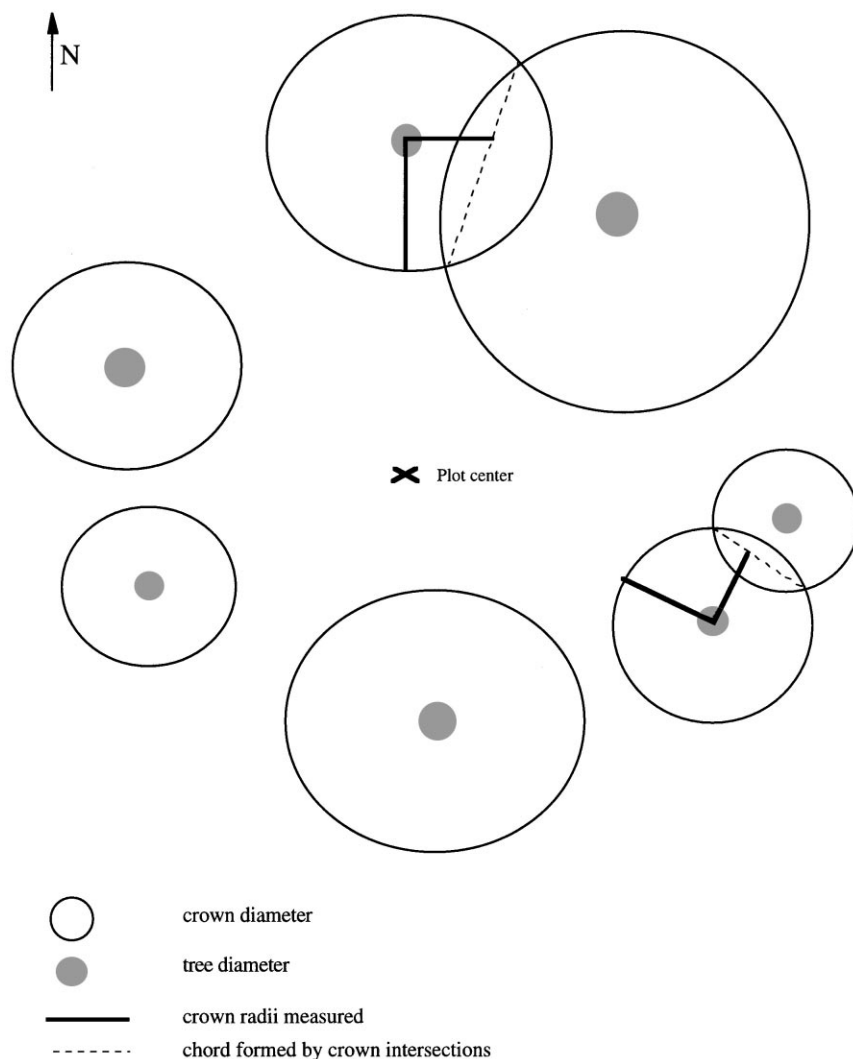 N
Plot center
crown diameter
tree diameter
crown radii measured
chord formed by crown intersections